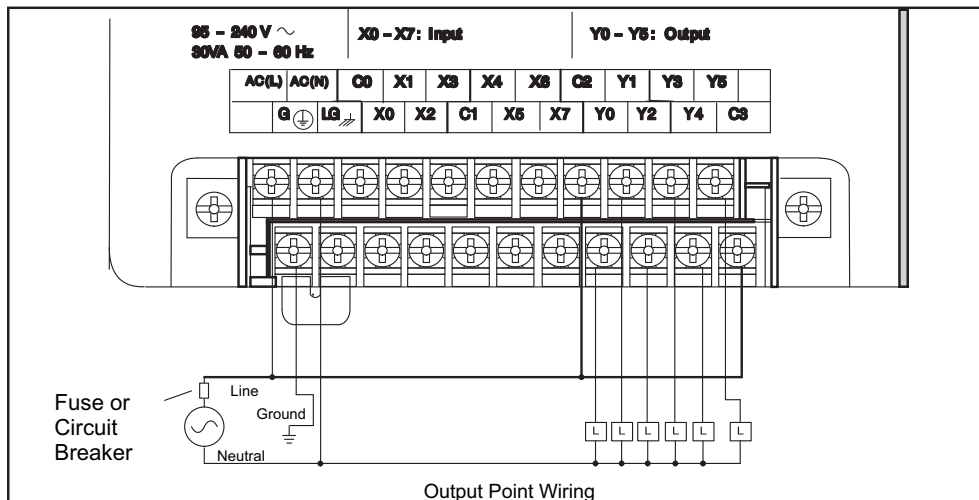 95 – 240 V ~
30VA 50 – 60 Hz
X0 – X7: Input
Y0 – Y5: Output
AC(L) AC(N) C0 X1 X3 X4 X6 C2 Y1 Y3 Y5
G LG X0 X2 C1 X5 X7 Y0 Y2 Y4 C3
Fuse or
Circuit
Breaker
Line
Ground
Neutral
L L L L L L
Output Point Wiring